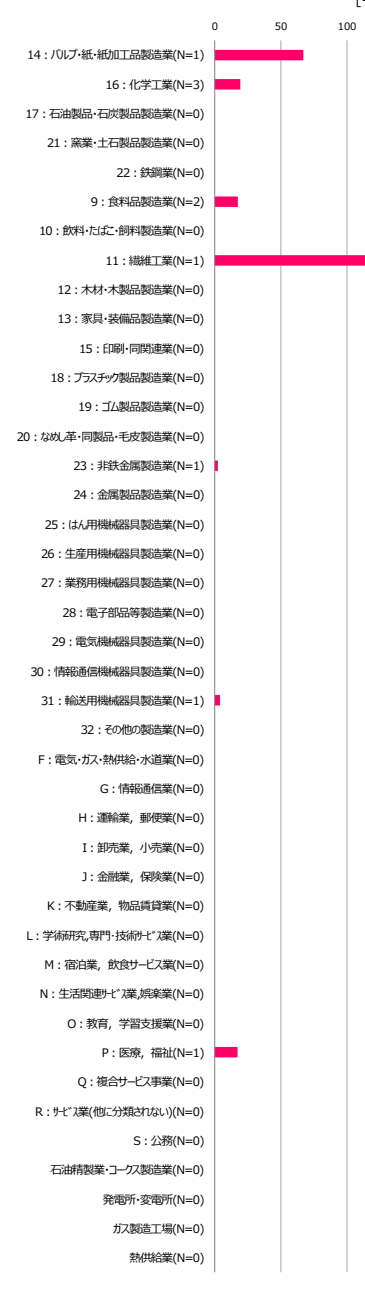 0 50 100
14：パルプ・紙・紙加工品製造業(N=1)
16：化学工業(N=3)
17：石油製品・石炭製品製造業(N=0)
21：窯業・土石製品製造業(N=0)
22：鉄鋼業(N=0)
9：食料品製造業(N=2)
10：飲料・たばこ・飼料製造業(N=0)
11：繊維工業(N=1)
12：木材・木製品製造業(N=0)
13：家具・装備品製造業(N=0)
15：印刷・同関連業(N=0)
18：プラスチック製品製造業(N=0)
19：ゴム製品製造業(N=0)
20：なめし革・同製品・毛皮製造業(N=0)
23：非鉄金属製造業(N=1)
24：金属製品製造業(N=0)
25：はん用機械器具製造業(N=0)
26：生産用機械器具製造業(N=0)
27：業務用機械器具製造業(N=0)
28：電子部品等製造業(N=0)
29：電気機械器具製造業(N=0)
30：情報通信機械器具製造業(N=0)
31：輸送用機械器具製造業(N=1)
32：その他の製造業(N=0)
F：電気・ガス・熱供給・水道業(N=0)
G：情報通信業(N=0)
H：運輸業，郵便業(N=0)
I：卸売業，小売業(N=0)
J：金融業，保険業(N=0)
K：不動産業，物品賃貸業(N=0)
L：学術研究,専門・技術ｻｰﾋﾞｽ業(N=0)
M：宿泊業，飲食サービス業(N=0)
N：生活関連ｻｰﾋﾞｽ業,娯楽業(N=0)
O：教育，学習支援業(N=0)
P：医療，福祉(N=1)
Q：複合サービス事業(N=0)
R：ｻｰﾋﾞｽ業(他に分類されない)(N=0)
S：公務(N=0)
石油精製業・コークス製造業(N=0)
発電所・変電所(N=0)
ガス製造工場(N=0)
熱供給業(N=0)